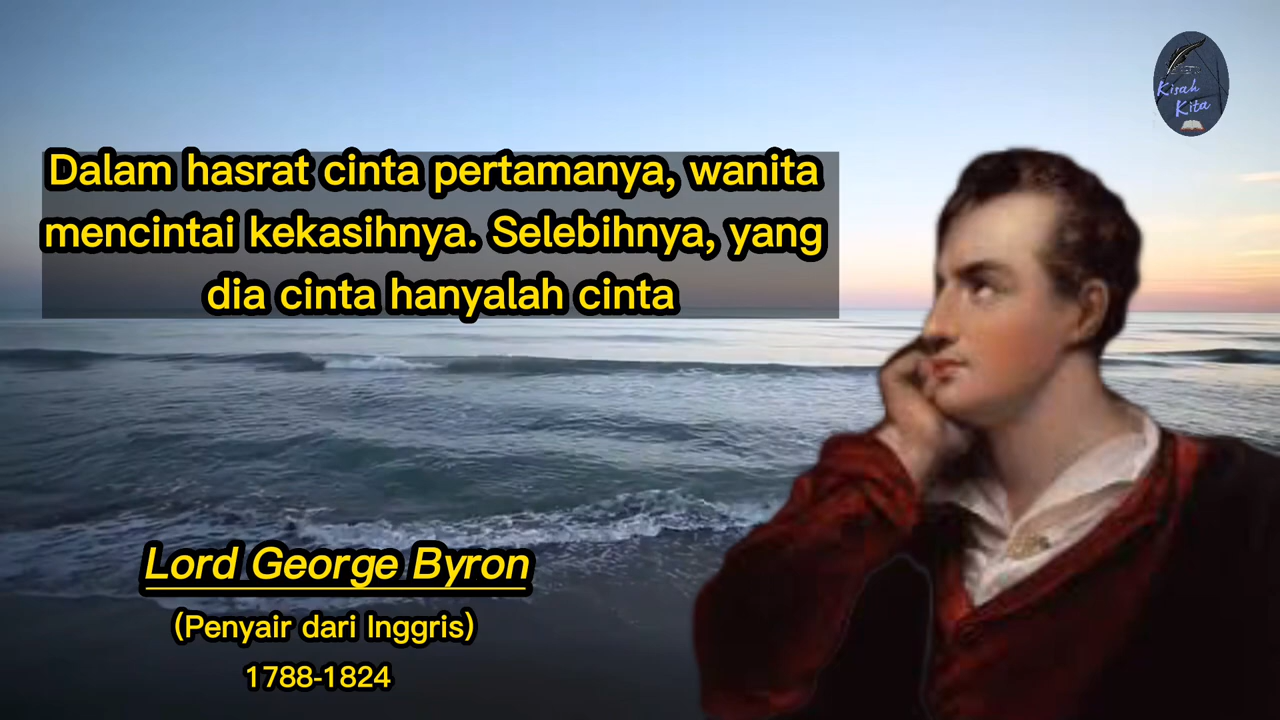 Kisah
Kita
Dalam hasrat cinta pertamanya, wanita
mencintai kekasihnya. Selebihnya, yang
dia cinta hanyalah cinta
Lord George Byron
(Penyair dari Inggris)
1788-1824